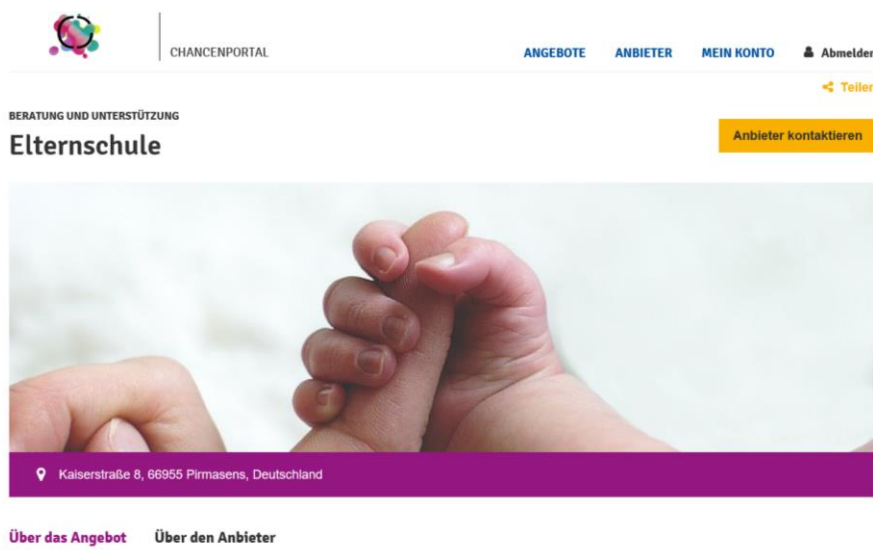 CHANCENPORTAL
ANGEBOTE ANBIETER MEIN KONTO Abmelden
Teilen
BERATUNG UND UNTERSTÜTZUNG
Elternschule
Anbieter kontaktieren
Kaiserstraße 8, 66955 Pirmasens, Deutschland
Über das Angebot Über den Anbieter